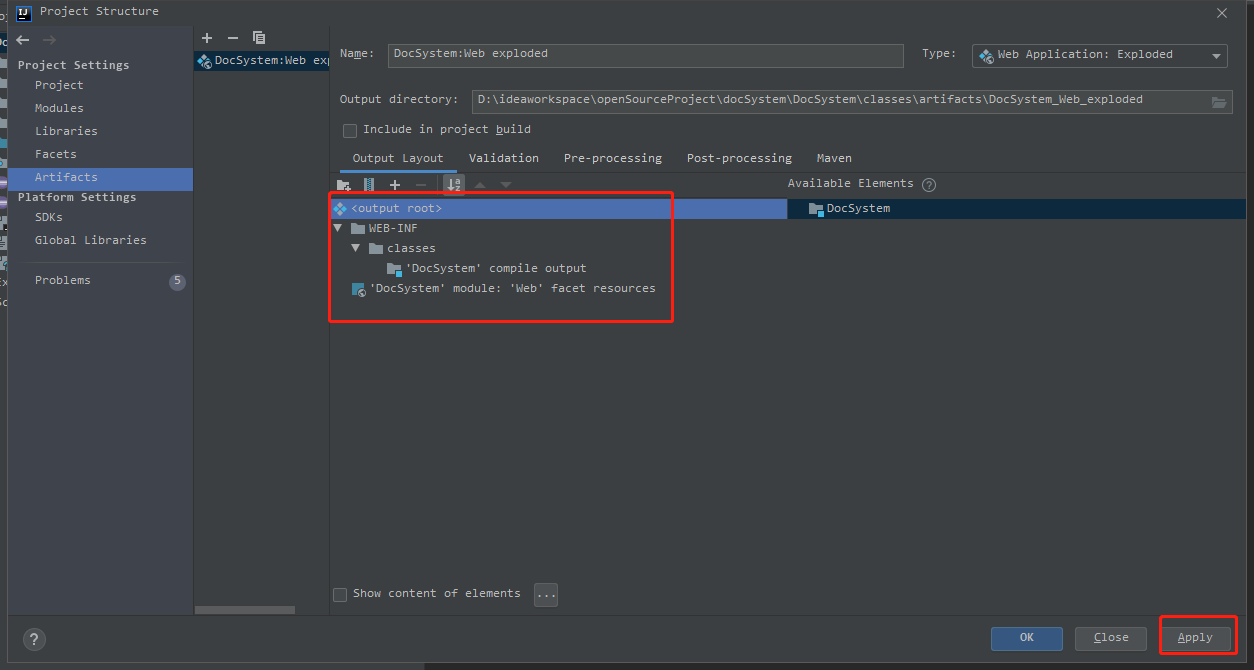 Project Structure
Project Settings
Project
Modules
Libraries
Facets
Artifacts
Platform Settings
SDKs
Global Libraries
Problems
5
DocSystem:Web exp
Name:
DocSystem:Web exploded
Type:
Web Application: Exploded
Output directory:
D:\ideaworkspace\openSourceProject\docSystem\DocSystem\classes\artifacts\DocSystem_Web_exploded
Include in project build
Output Layout Validation Pre-processing Post-processing Maven
Available Elements ?
<output root>
DocSystem
WEB-INF
classes
'DocSystem' compile output
'DocSystem' module: 'Web' facet resources
Show content of elements ...
? OK Close Apply